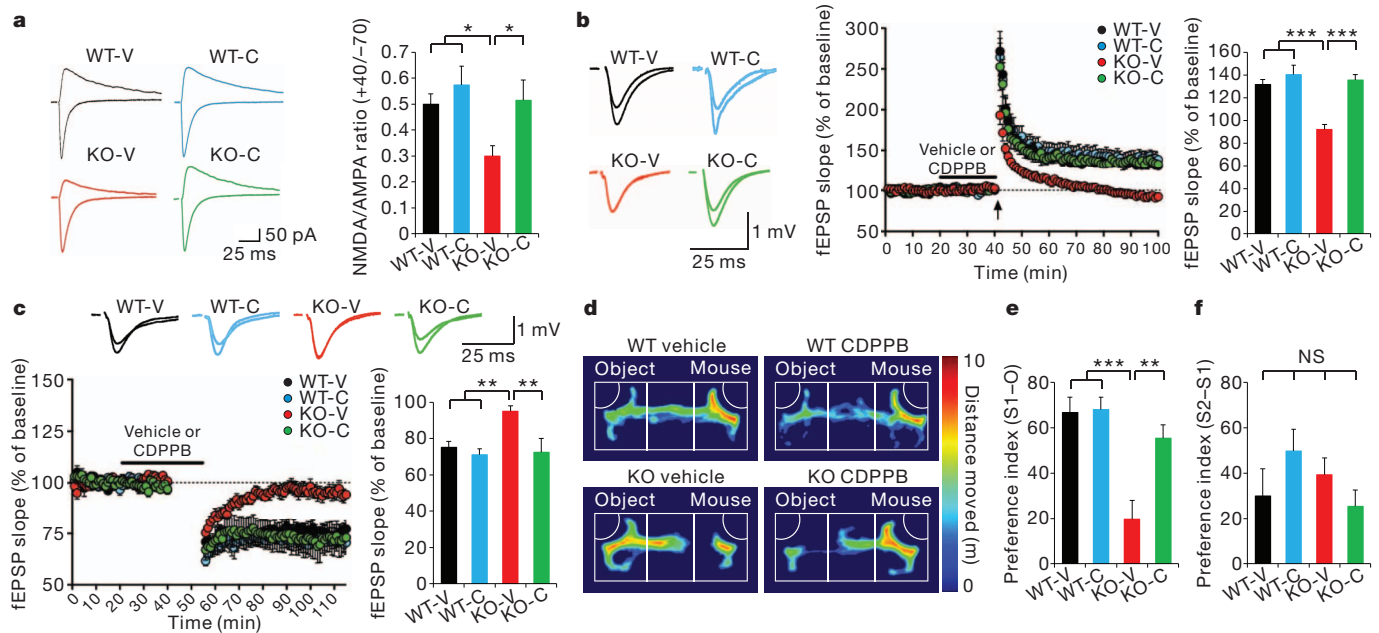 a
WT-V
WT-C
KO-V
KO-C
50 pA
25 ms
NMDA/AMPA ratio (+40/−70)
0.7
0.6
0.5
0.4
0.3
0.2
0.1
0
* *
WT-V
WT-C
KO-V
KO-C
b
WT-V
WT-C
KO-V
KO-C
1 mV
25 ms
fEPSP slope (% of baseline)
300
250
200
150
100
50
Vehicle or
CDPPB
WT-V
WT-C
KO-V
KO-C
0 10 20 30 40 50 60 70 80 90 100
Time (min)
fEPSP slope (% of baseline)
160
140
120
100
80
60
40
20
0
*** ***
WT-V
WT-C
KO-V
KO-C
c
WT-V
WT-C
KO-V
KO-C
1 mV
25 ms
fEPSP slope (% of baseline)
150
125
100
75
50
Vehicle or
CDPPB
WT-V
WT-C
KO-V
KO-C
0 10 20 30 40 50 60 70 80 90 100 110
Time (min)
fEPSP slope (% of baseline)
100
80
60
40
20
0
** **
WT-V
WT-C
KO-V
KO-C
d
WT vehicle
Object Mouse
WT CDPPB
Object Mouse
KO vehicle
Object Mouse
KO CDPPB
Object Mouse
10
Distance moved (m)
0
e
Preference index (S1–O)
80
60
40
20
0
*** **
WT-V
WT-C
KO-V
KO-C
f
Preference index (S2–S1)
80
60
40
20
0
NS
WT-V
WT-C
KO-V
KO-C